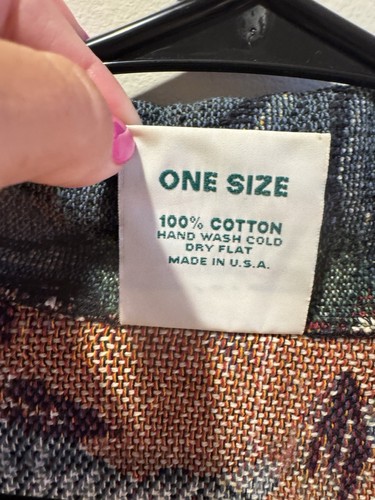 ONE SIZE
100% COTTON
HAND WASH COLD
DRY FLAT
MADE IN U.S.A.